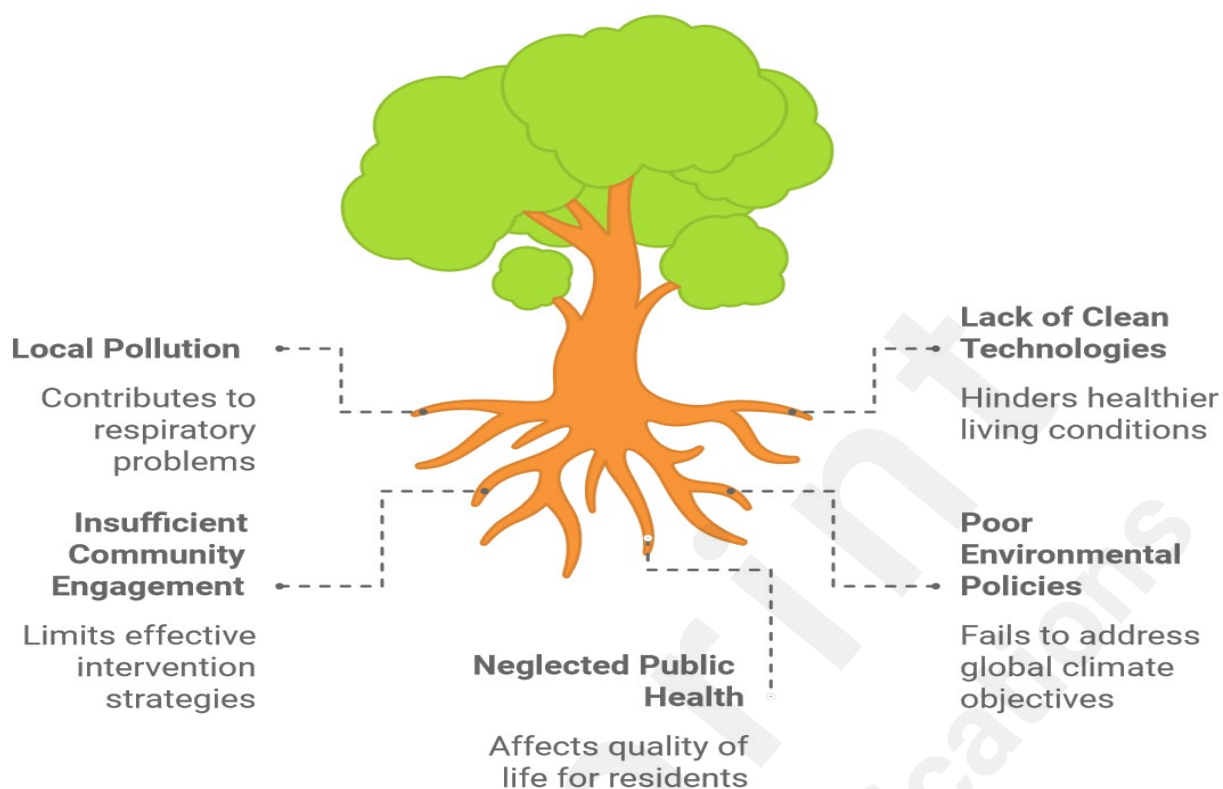 Local Pollution
Contributes to
respiratory
problems
Insufficient
Community
Engagement
Limits effective
intervention
strategies
Neglected Public
Health
Affects quality of
life for residents
Lack of Clean
Technologies
Hinders healthier
living conditions
Poor
Environmental
Policies
Fails to address
global climate
objectives
rint
ications